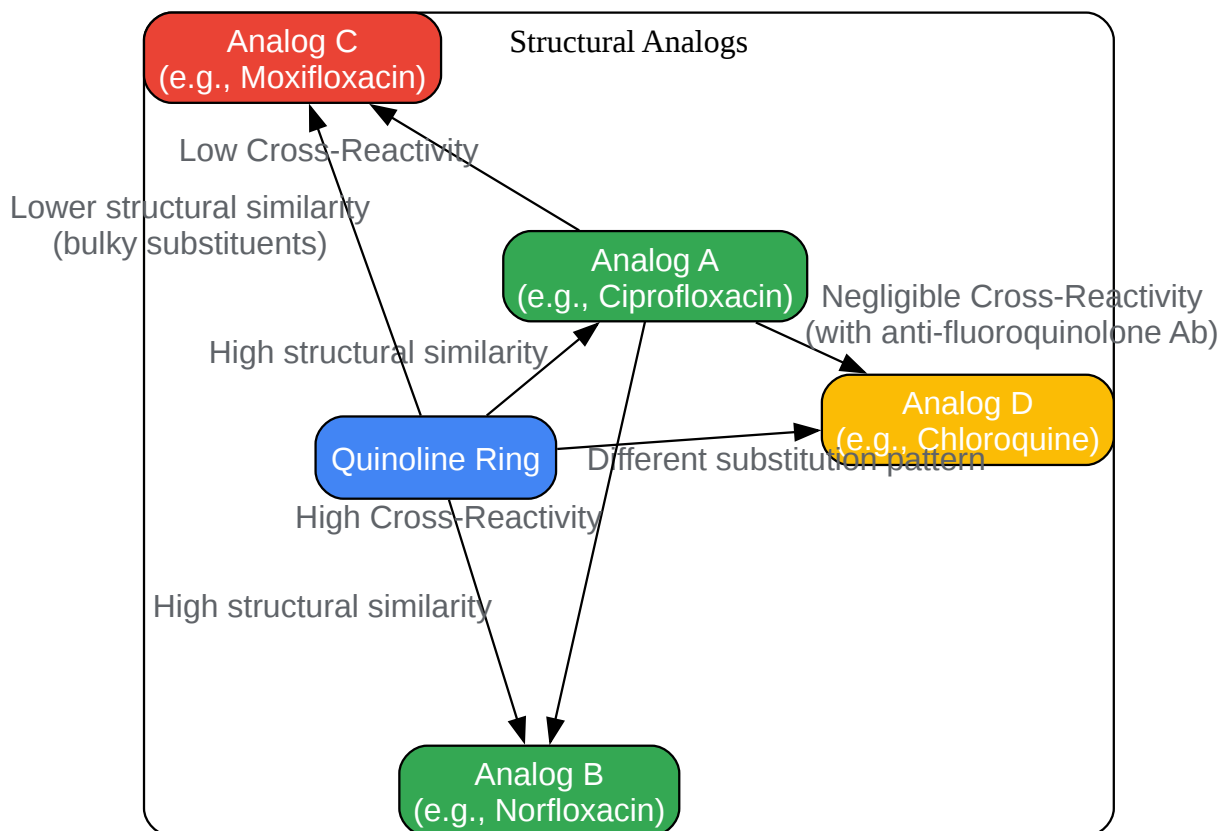 Structural Analogs
Analog C
(e.g., Moxifloxacin)
Low Cross-Reactivity
Lower structural similarity
(bulky substituents)
Analog A
(e.g., Ciprofloxacin)
Negligible Cross-Reactivity
(with anti-fluoroquinolone Ab)
High structural similarity
Analog D
(e.g., Chloroquine)
Quinoline Ring
Different substitution pattern
High Cross-Reactivity
High structural similarity
Analog B
(e.g., Norfloxacin)